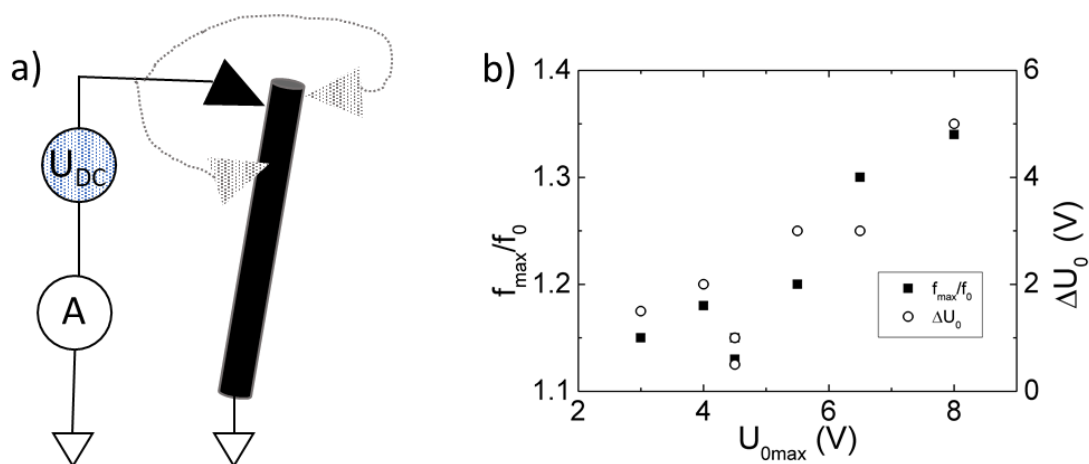 a)
U_DC
A
b)
1.4
1.3
1.2
1.1
f_max/f_0
6
4
2
0
ΔU_0 (V)
f_max/f_0
ΔU_0
2
4
6
8
U_0max (V)